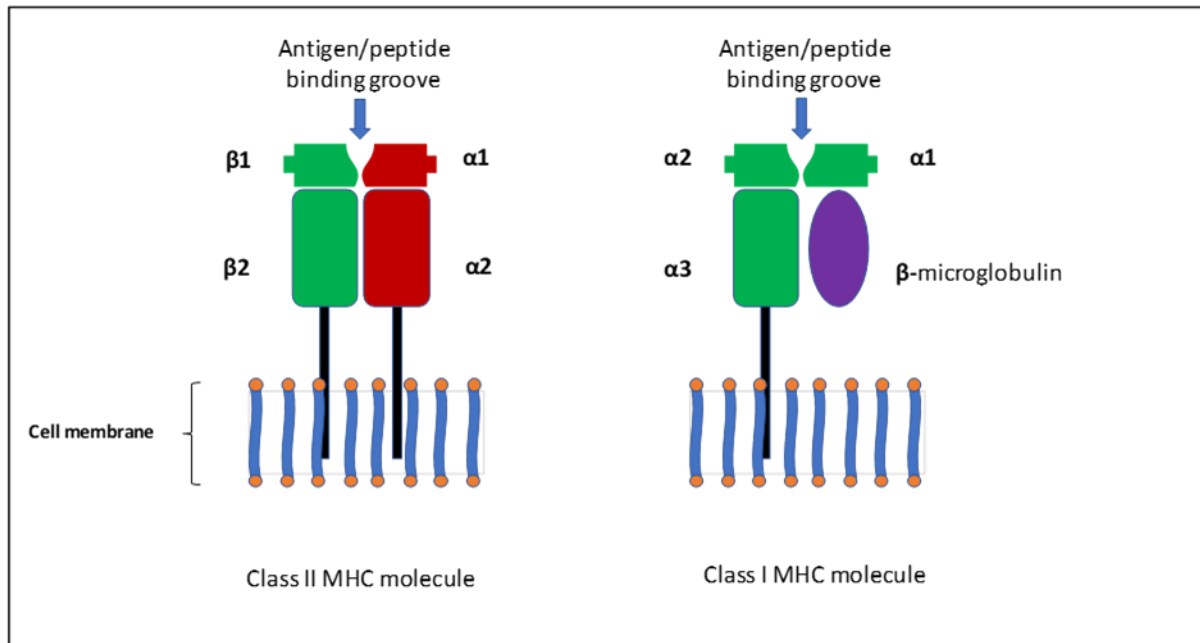 Antigen/peptide
binding groove
β1
α1
β2
α2
Antigen/peptide
binding groove
α2
α1
α3
β-microglobulin
Cell membrane
Class II MHC molecule
Class I MHC molecule